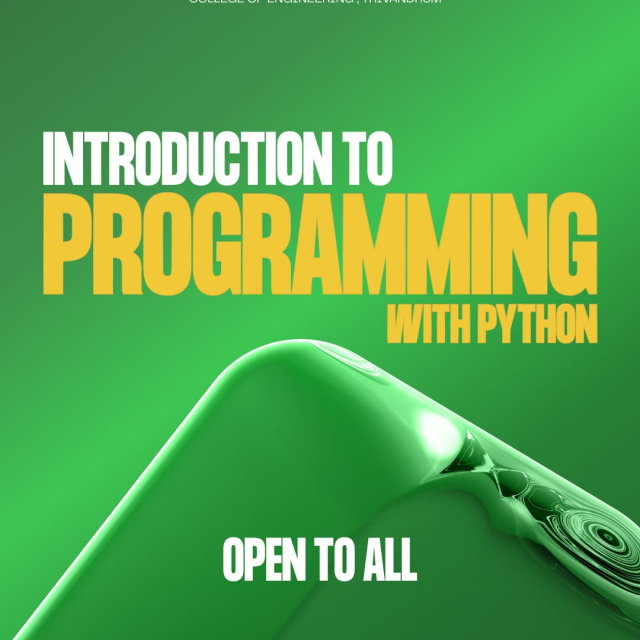 COLLEGE OF ENGINEERING, TRIVANDRUM
INTRODUCTION TO
PROGRAMMING
WITH PYTHON
OPEN TO ALL